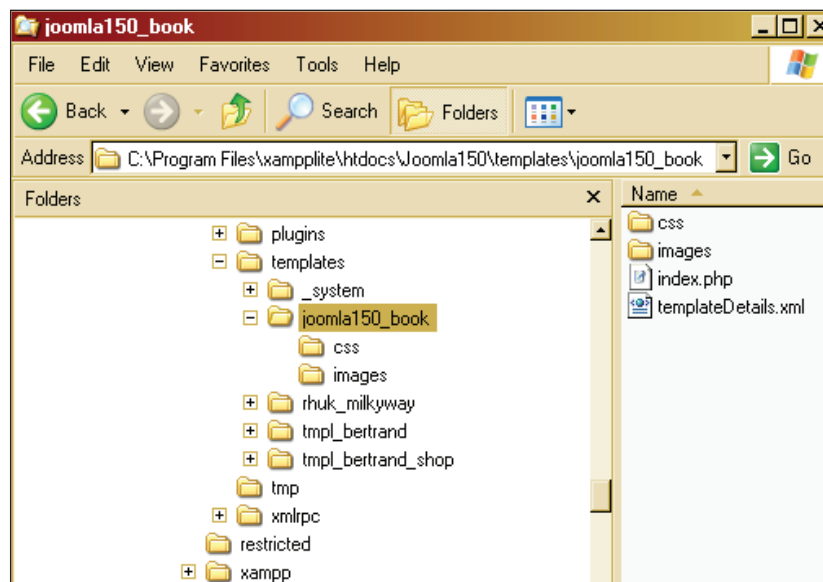 joomla150_book
File Edit View Favorites Tools Help
Back Search Folders
Address C:\Program Files\xampplite\htdocs\Joomla150\templates\joomla150_book Go
Folders
plugins
templates
_system
joomla150_book
css
images
rhuk_milkyway
tmpl_bertrand
tmpl_bertrand_shop
tmp
xmlrpc
restricted
xampp
Name
css
images
index.php
templateDetails.xml